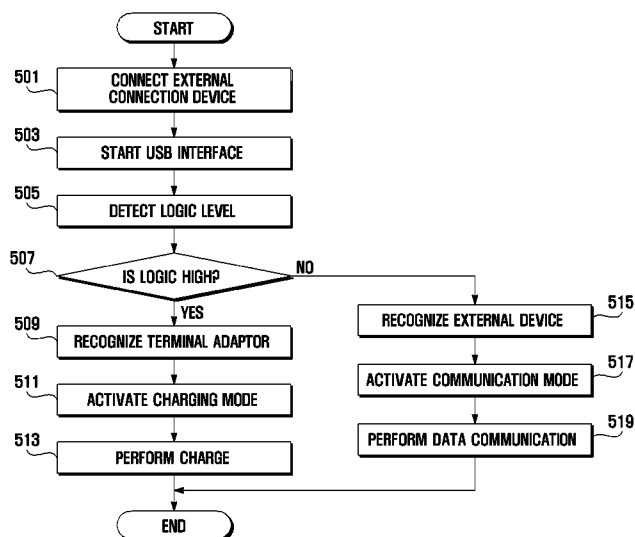 START
501
CONNECT EXTERNAL
CONNECTION DEVICE
503
START USB INTERFACE
505
DETECT LOGIC LEVEL
507
IS LOGIC HIGH?
NO
YES
509
RECOGNIZE TERMINAL ADAPTOR
511
ACTIVATE CHARGING MODE
513
PERFORM CHARGE
515
RECOGNIZE EXTERNAL DEVICE
517
ACTIVATE COMMUNICATION MODE
519
PERFORM DATA COMMUNICATION
END